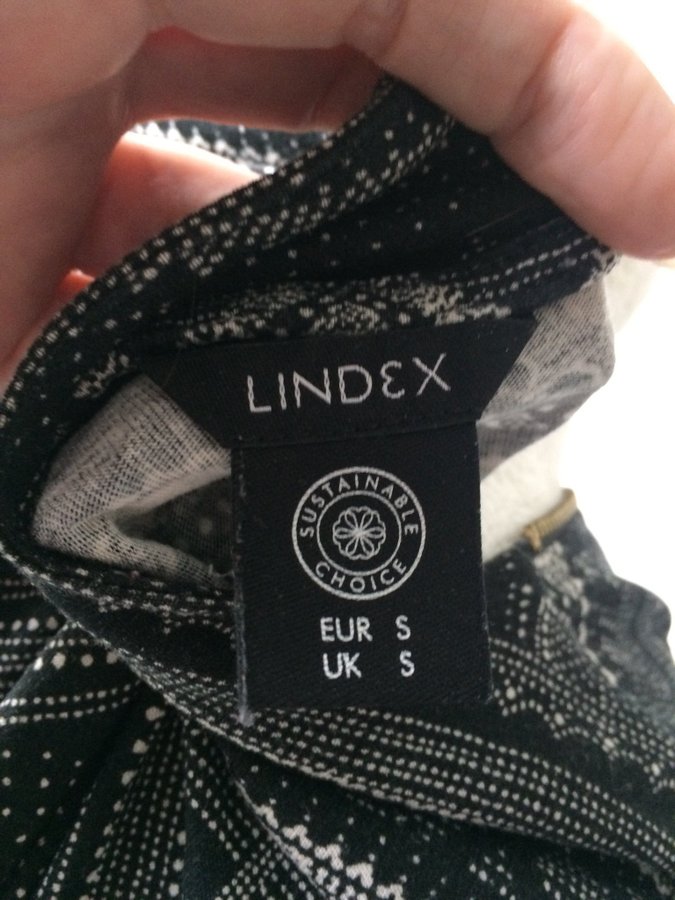 LINDEX
SUSTAINABLE
CHOICE
EUR S
UK S